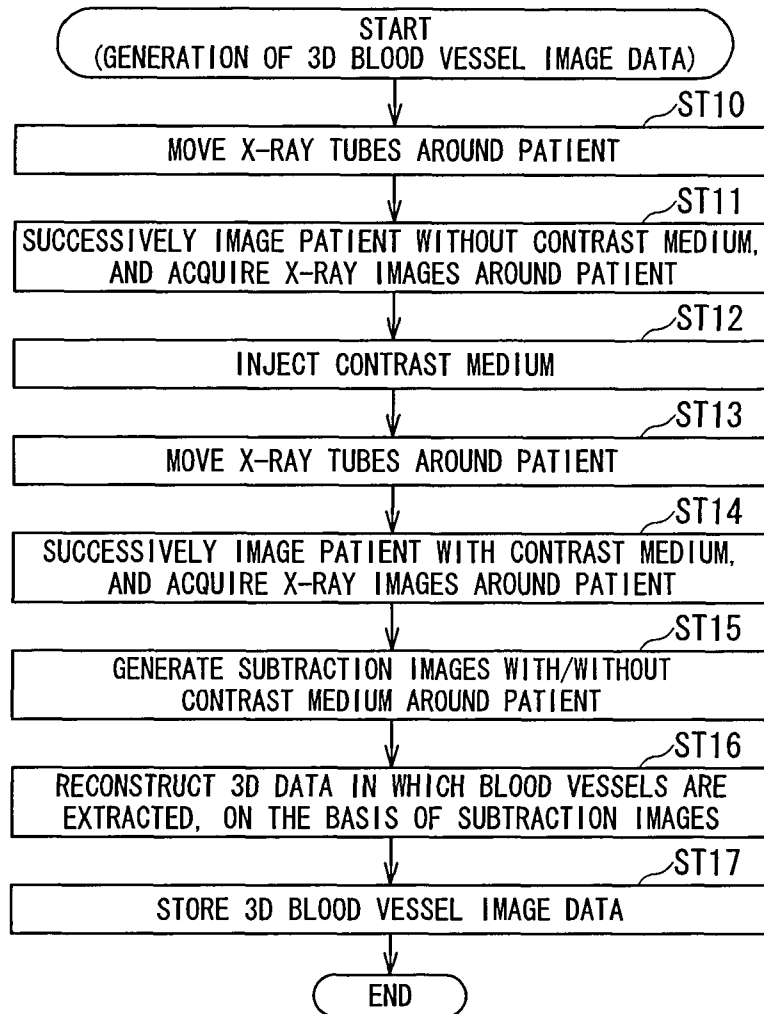 START
(GENERATION OF 3D BLOOD VESSEL IMAGE DATA)
ST10
MOVE X-RAY TUBES AROUND PATIENT
ST11
SUCCESSIVELY IMAGE PATIENT WITHOUT CONTRAST MEDIUM,
AND ACQUIRE X-RAY IMAGES AROUND PATIENT
ST12
INJECT CONTRAST MEDIUM
ST13
MOVE X-RAY TUBES AROUND PATIENT
ST14
SUCCESSIVELY IMAGE PATIENT WITH CONTRAST MEDIUM,
AND ACQUIRE X-RAY IMAGES AROUND PATIENT
ST15
GENERATE SUBTRACTION IMAGES WITH/WITHOUT
CONTRAST MEDIUM AROUND PATIENT
ST16
RECONSTRUCT 3D DATA IN WHICH BLOOD VESSELS ARE
EXTRACTED, ON THE BASIS OF SUBTRACTION IMAGES
ST17
STORE 3D BLOOD VESSEL IMAGE DATA
END